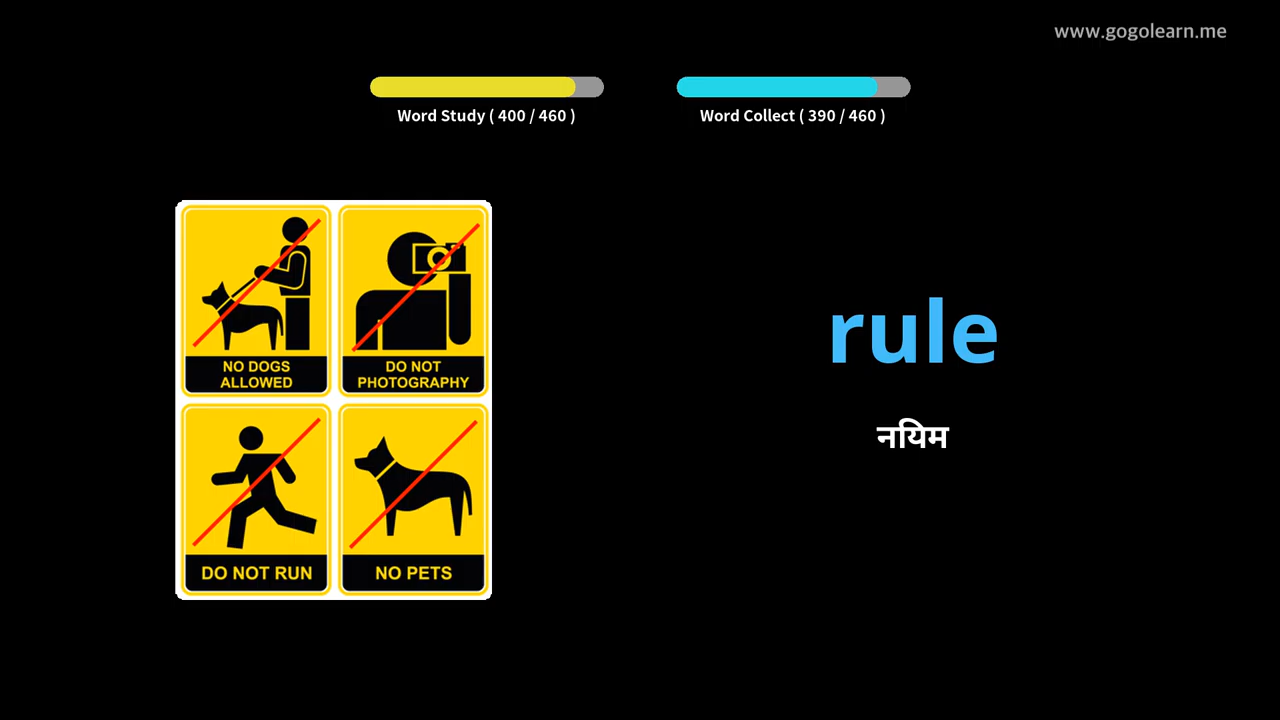 www.gogolearn.me
Word Study ( 400 / 460 )
Word Collect ( 390 / 460 )
NO DOGS
ALLOWED
DO NOT
PHOTOGRAPHY
rule
नियम
DO NOT RUN
NO PETS